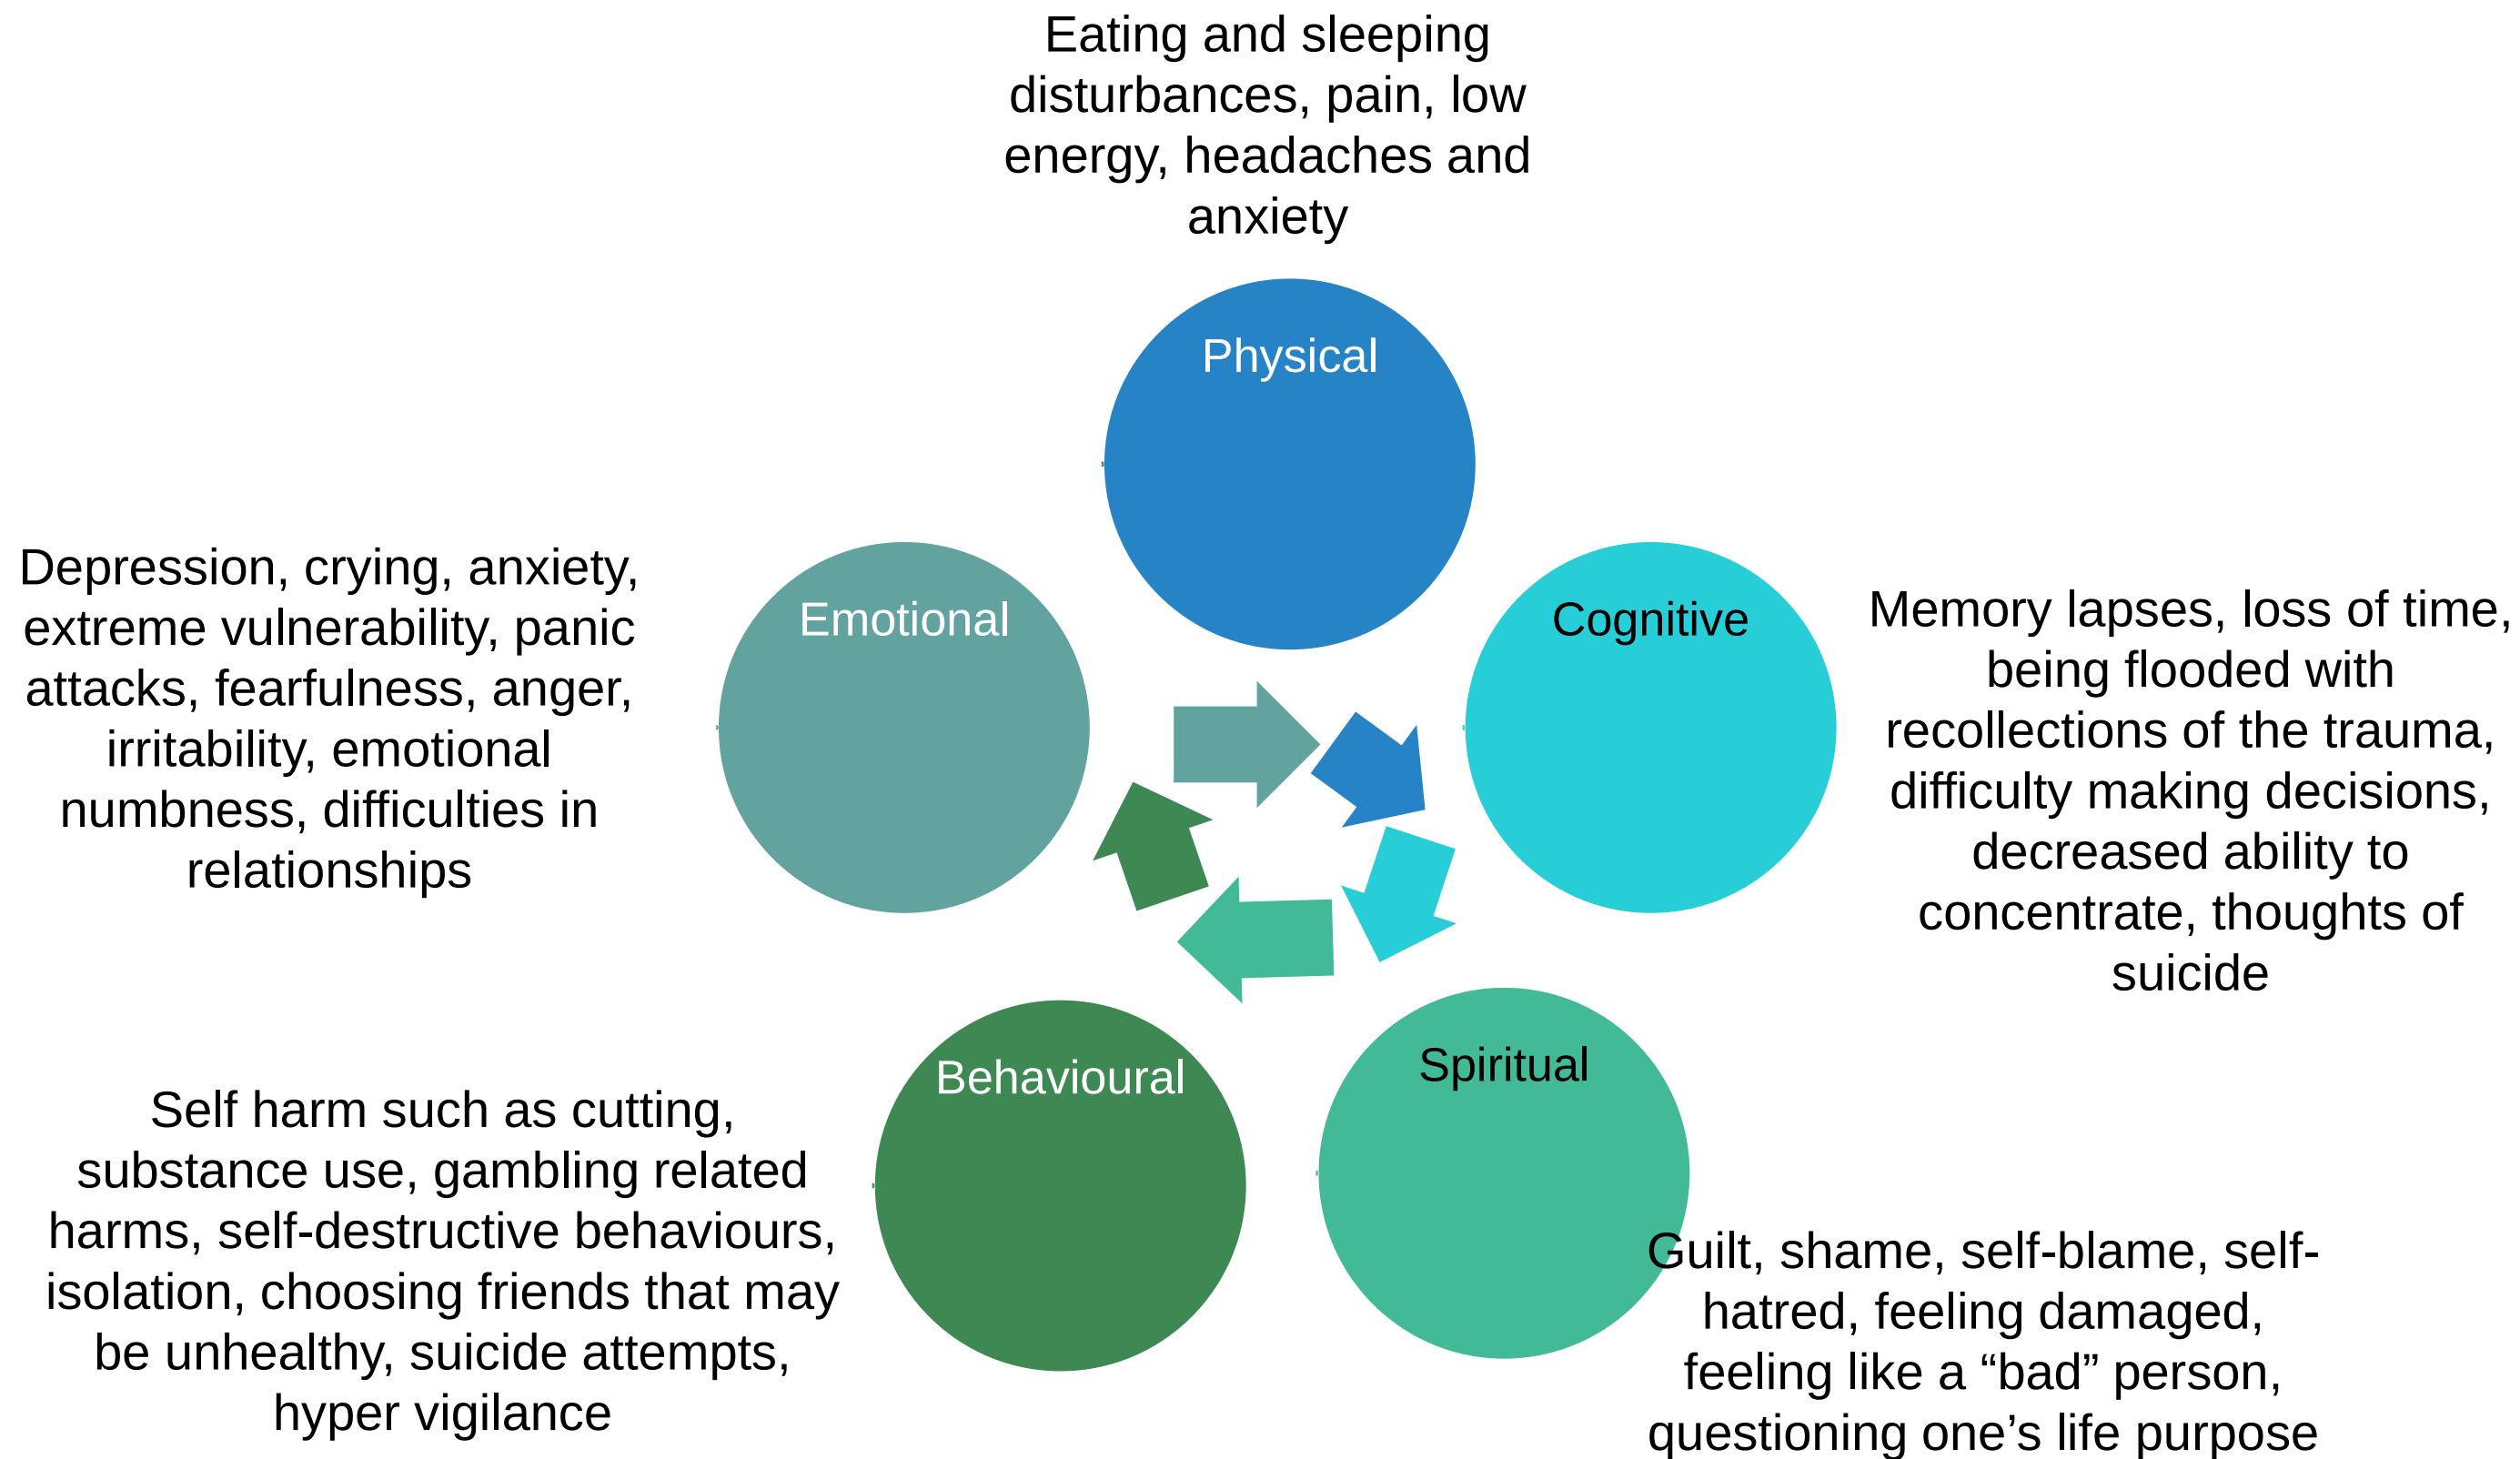 Eating and sleeping
disturbances, pain, low
energy, headaches and
anxiety
Physical
Emotional
Cognitive
Depression, crying, anxiety,
extreme vulnerability, panic
attacks, fearfulness, anger,
irritability, emotional
numbness, difficulties in
relationships
Memory lapses, loss of time,
being flooded with
recollections of the trauma,
difficulty making decisions,
decreased ability to
concentrate, thoughts of
suicide
Behavioural
Spiritual
Self harm such as cutting,
substance use, gambling related
harms, self-destructive behaviours,
isolation, choosing friends that may
be unhealthy, suicide attempts,
hyper vigilance
Guilt, shame, self-blame, self-
hatred, feeling damaged,
feeling like a “bad” person,
questioning one’s life purpose